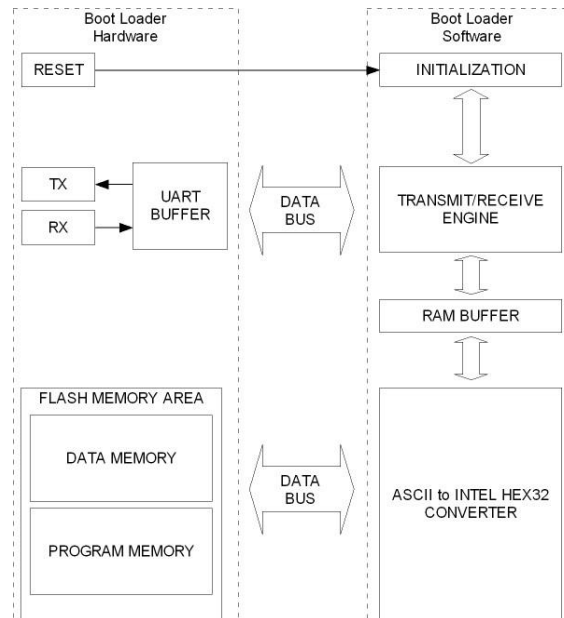 Boot Loader
Hardware
Boot Loader
Software
RESET
INITIALIZATION
TX
RX
UART
BUFFER
DATA
BUS
TRANSMIT/RECEIVE
ENGINE
RAM BUFFER
FLASH MEMORY AREA
DATA MEMORY
PROGRAM MEMORY
DATA
BUS
ASCII to INTEL HEX32
CONVERTER